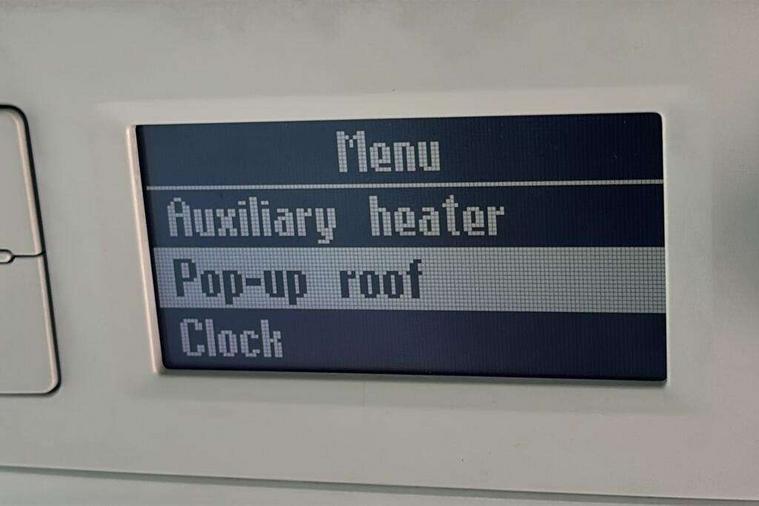 Menu
Auxiliary heater
Pop-up roof
Clock